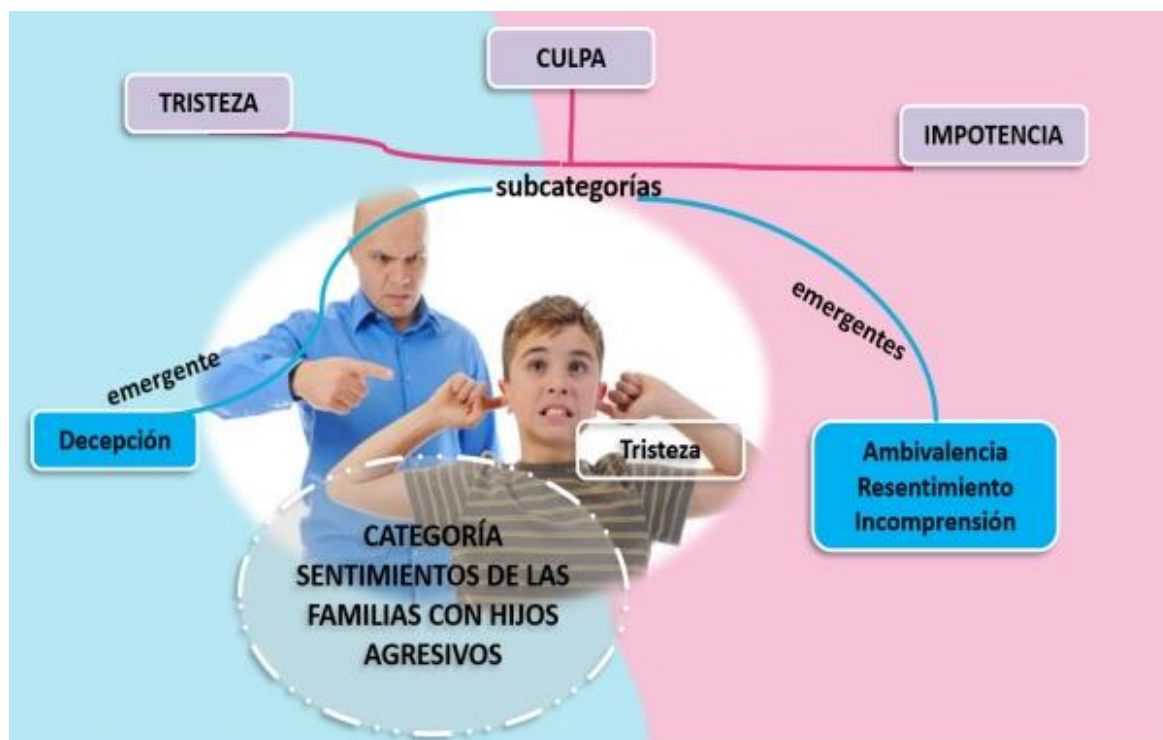 CULPA
TRISTEZA
IMPOTENCIA
subcategorías
emergentes
emergente
Decepción
Tristeza
Ambivalencia
Resentimiento
Incomprensión
CATEGORÍA
SENTIMIENTOS DE LAS
FAMILIAS CON HIJOS
AGRESIVOS